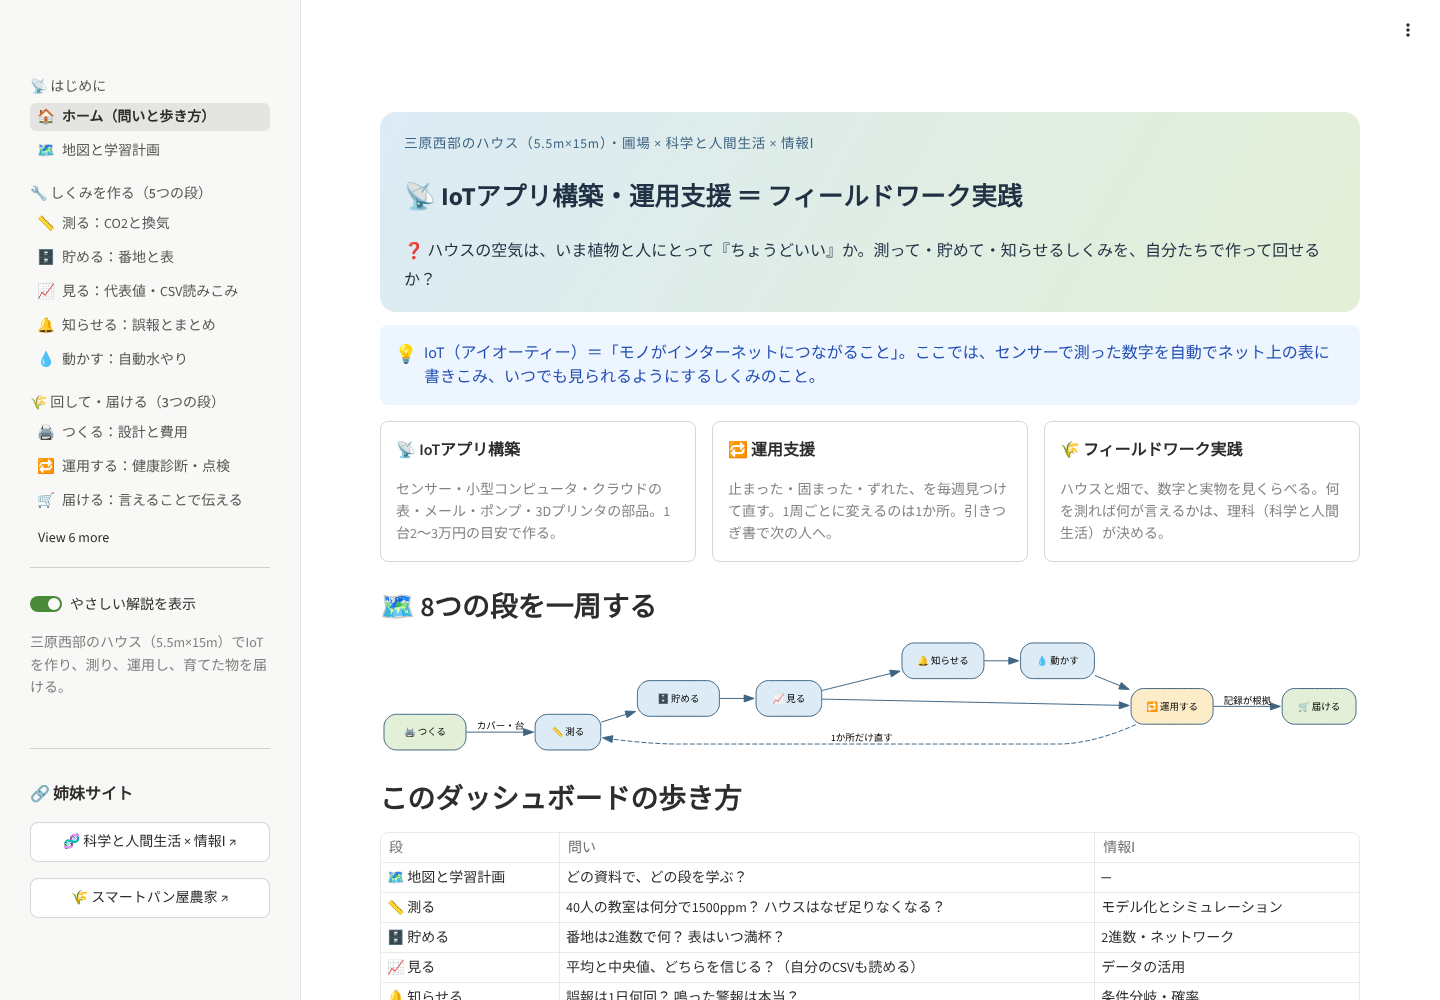 📡 はじめに
🏠 ホーム（問いと歩き方）
🗺️ 地図と学習計画
🔧 しくみを作る（5つの段）
📏 測る：CO2と換気
🗄️ 貯める：番地と表
📈 見る：代表値・CSV読みこみ
🔔 知らせる：誤報とまとめ
💧 動かす：自動水やり
🌾 回して・届ける（3つの段）
🖨️ つくる：設計と費用
🔁 運用する：健康診断・点検
🛒 届ける：言えることで伝える
View 6 more
やさしい解説を表示
三原西部のハウス（5.5m×15m）でIoT
を作り、測り、運用し、育てた物を届
ける。
🔗 姉妹サイト
🧬 科学と人間生活 × 情報I ↗
🌾 スマートパン屋農家 ↗
三原西部のハウス（5.5m×15m）・圃場 × 科学と人間生活 × 情報I
📡 IoTアプリ構築・運用支援 ＝ フィールドワーク実践
❓ ハウスの空気は、いま植物と人にとって『ちょうどいい』か。測って・貯めて・知らせるしくみを、自分たちで作って回せる
か？
💡 IoT（アイオーティー）＝「モノがインターネットにつながること」。ここでは、センサーで測った数字を自動でネット上の表に
書きこみ、いつでも見られるようにするしくみのこと。
📡 IoTアプリ構築
センサー・小型コンピュータ・クラウドの
表・メール・ポンプ・3Dプリンタの部品。1
台2〜3万円の目安で作る。
🔁 運用支援
止まった・固まった・ずれた、を毎週見つけ
て直す。1周ごとに変えるのは1か所。引きつ
ぎ書で次の人へ。
🌾 フィールドワーク実践
ハウスと畑で、数字と実物を見くらべる。何
を測れば何が言えるかは、理科（科学と人間
生活）が決める。
🗺️ 8つの段を一周する
🖨️ つくる
カバー・台
📏 測る
🗄️ 貯める
📈 見る
🔔 知らせる
💧 動かす
🔁 運用する
記録が根拠
🛒 届ける
1か所だけ直す
このダッシュボードの歩き方
段 問い 情報I
🗺️ 地図と学習計画 どの資料で、どの段を学ぶ？ —
📏 測る 40人の教室は何分で1500ppm？ ハウスはなぜ足りなくなる？ モデル化とシミュレーション
🗄️ 貯める 番地は2進数で何？ 表はいつ満杯？ 2進数・ネットワーク
📈 見る 平均と中央値、どちらを信じる？（自分のCSVも読める） データの活用
🔔 知らせる 誤報は1日何回？ 鳴った警報は本当？ 条件分岐・確率